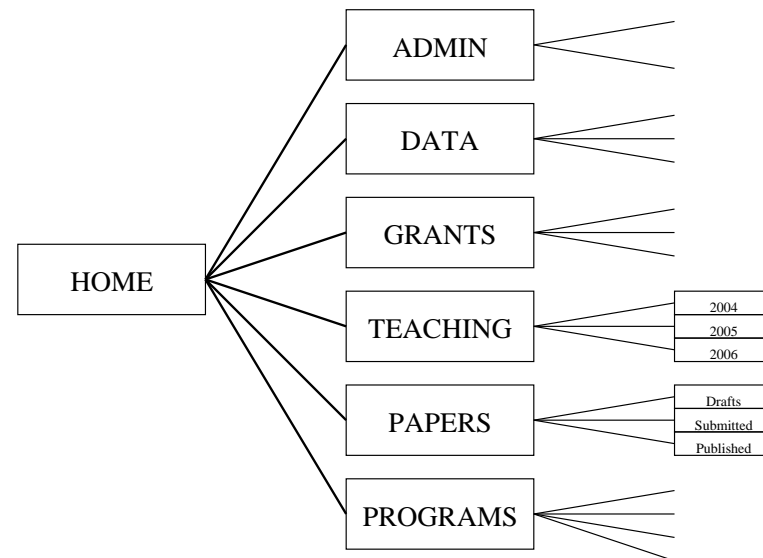 ADMIN
DATA
GRANTS
HOME
TEACHING
2004
2005
2006
PAPERS
Drafts
Submitted
Published
PROGRAMS